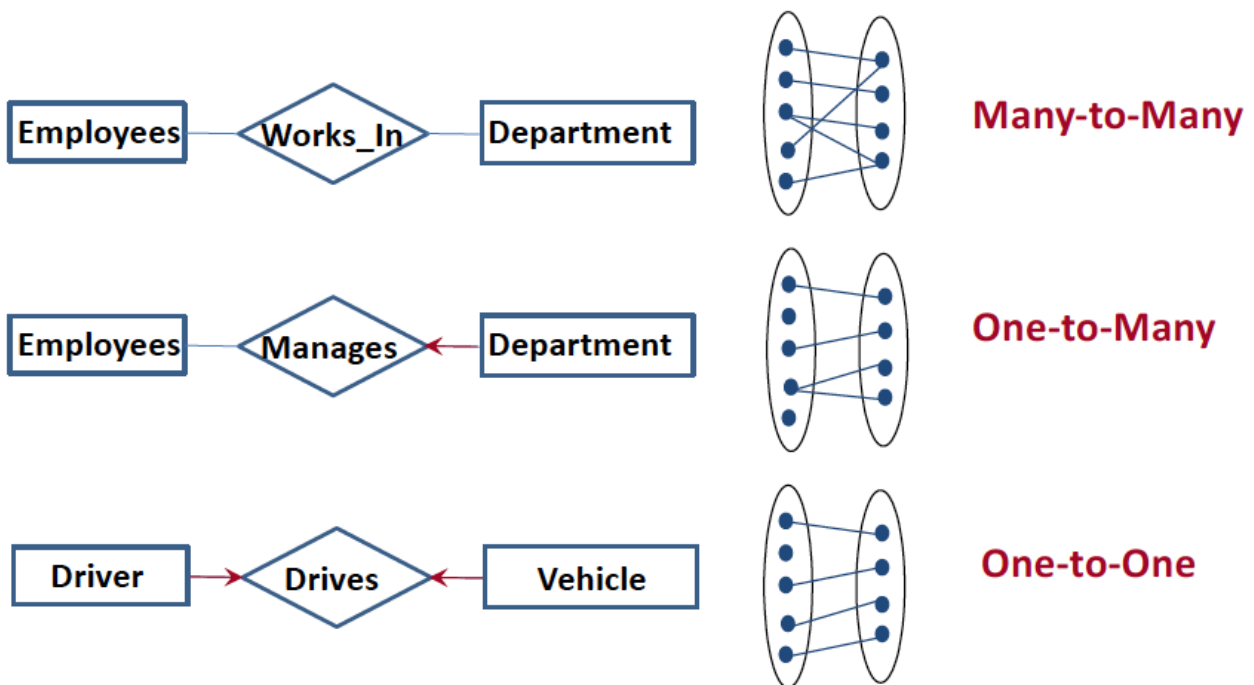 Employees Works_In Department Many-to-Many
Employees Manages Department One-to-Many
Driver Drives Vehicle One-to-One